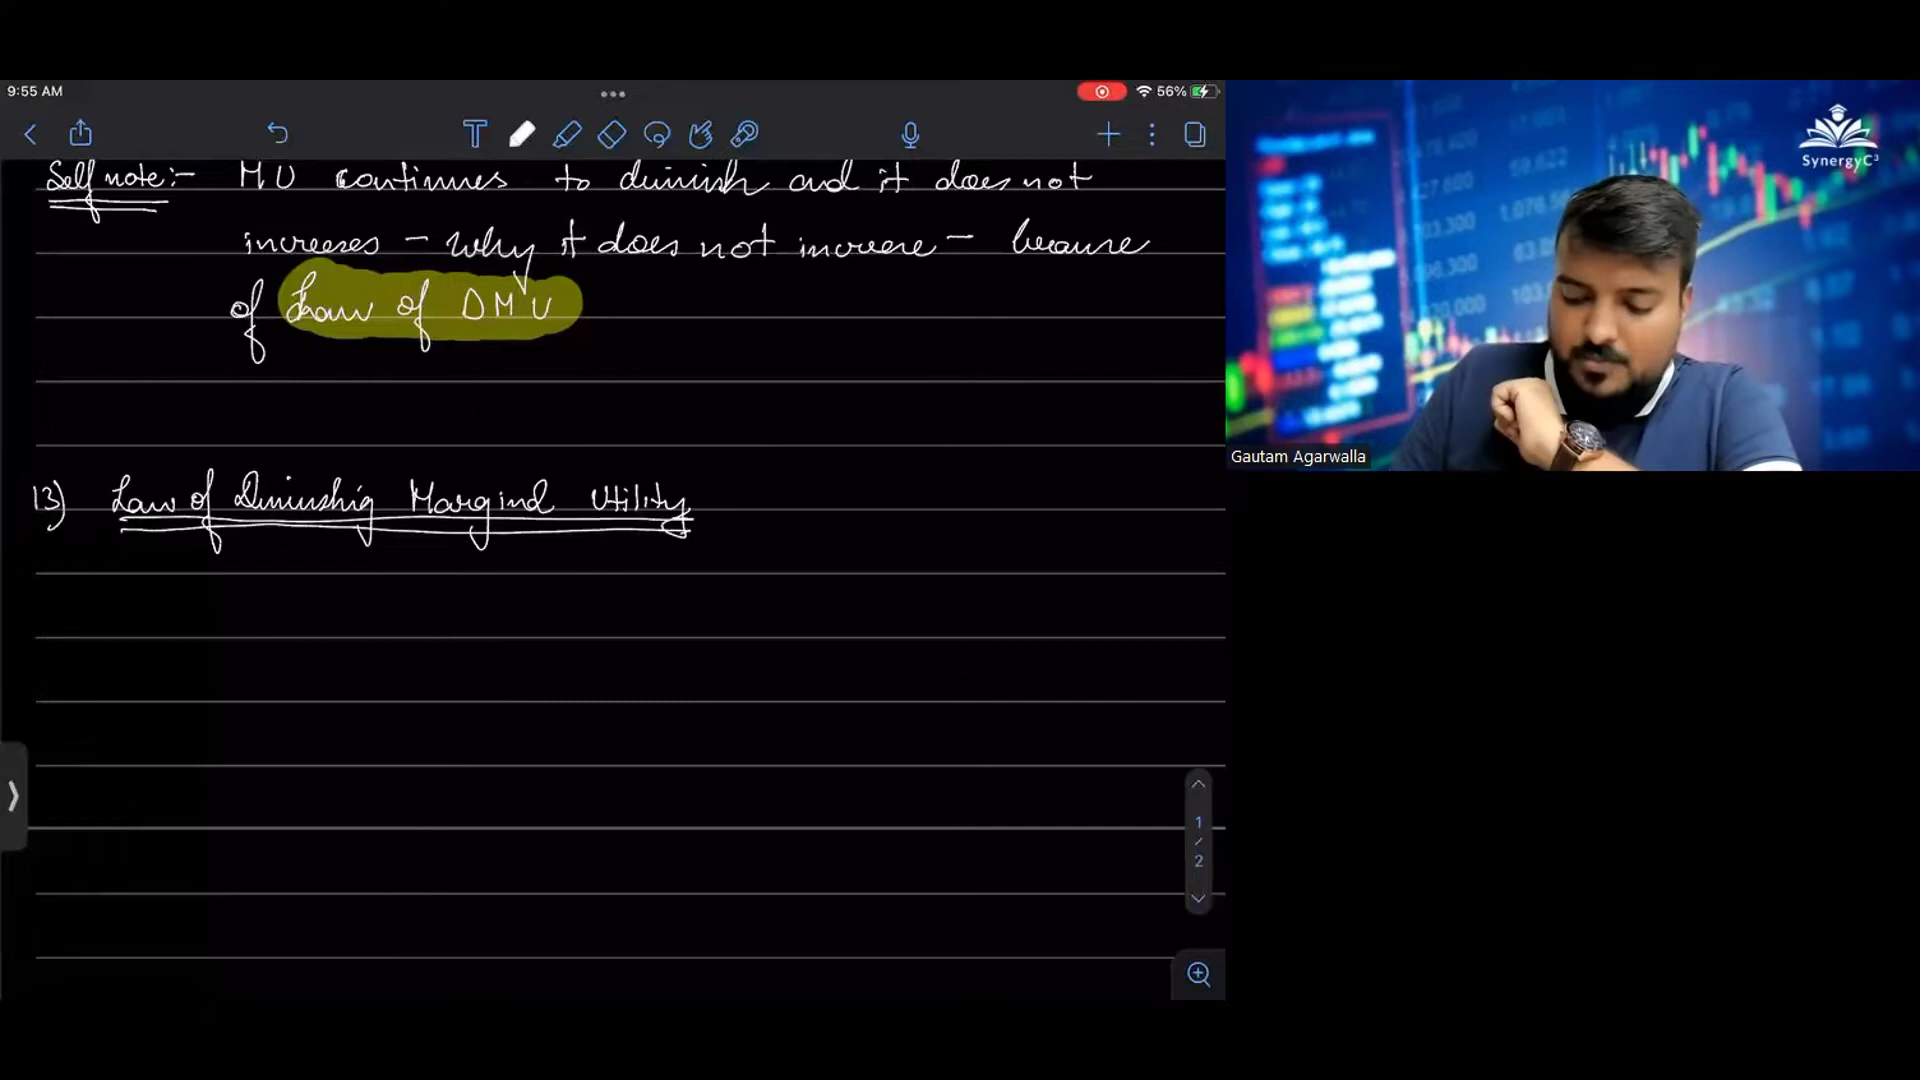 9:55 AM
56%
Self note:- MU continues to diminish and it does not
increases - why it does not increase - because
of Law of DMU
13) Law of Diminishing Marginal Utility
1
/
2
SynergyC³
Gautam Agarwalla